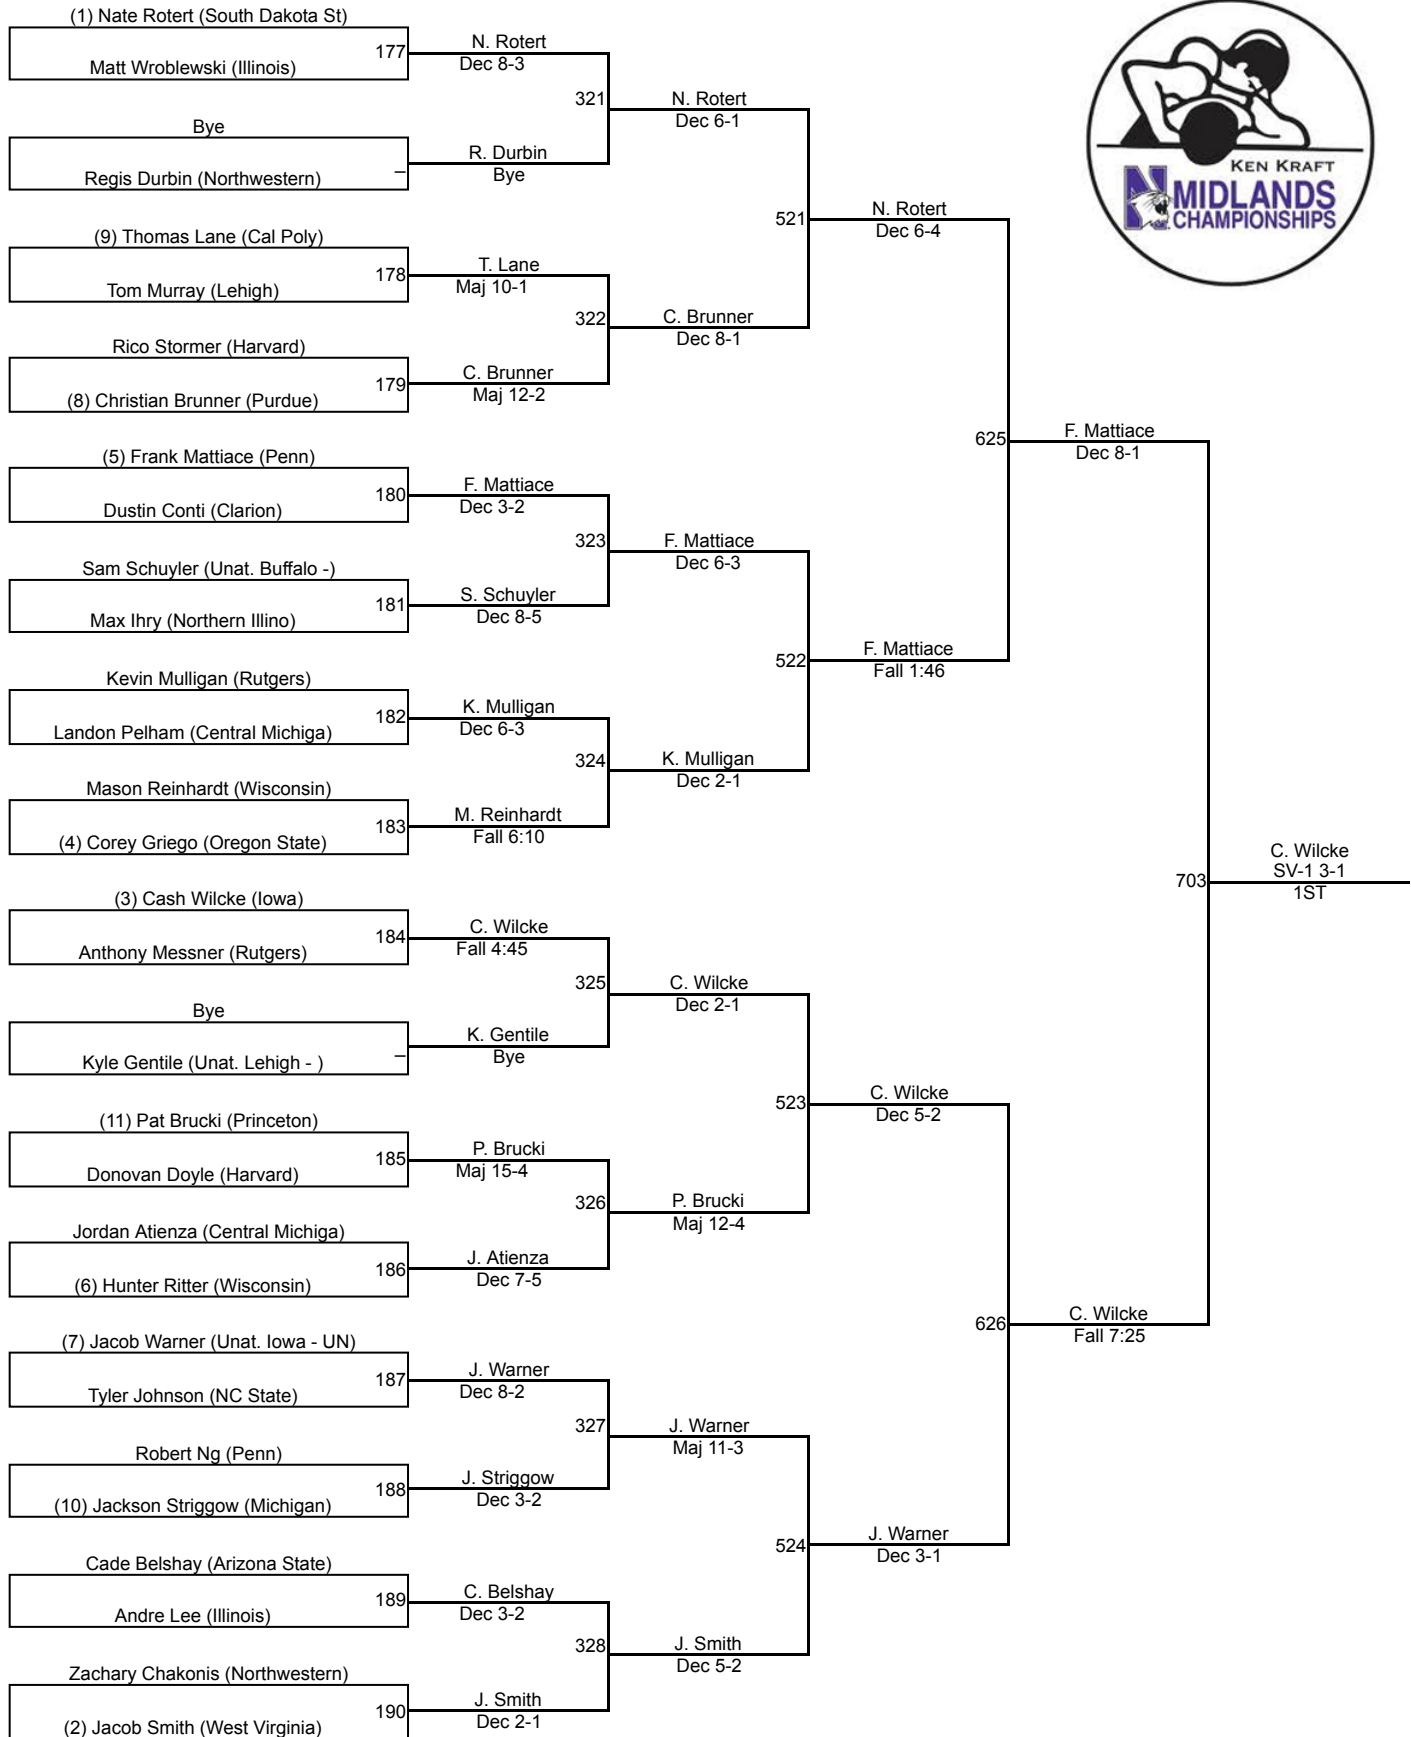 (1) Nate Rotert (South Dakota St)
177
Matt Wroblewski (Illinois)
N. Rotert
Dec 8-3
321
Bye
–
Regis Durbin (Northwestern)
R. Durbin
Bye
N. Rotert
Dec 6-1
521
(9) Thomas Lane (Cal Poly)
178
Tom Murray (Lehigh)
T. Lane
Maj 10-1
322
Rico Stormer (Harvard)
179
(8) Christian Brunner (Purdue)
C. Brunner
Maj 12-2
C. Brunner
Dec 8-1
N. Rotert
Dec 6-4
625
(5) Frank Mattiace (Penn)
180
Dustin Conti (Clarion)
F. Mattiace
Dec 3-2
323
Sam Schuyler (Unat. Buffalo -)
181
Max Ihry (Northern Illino)
S. Schuyler
Dec 8-5
F. Mattiace
Dec 6-3
522
Kevin Mulligan (Rutgers)
182
Landon Pelham (Central Michiga)
K. Mulligan
Dec 6-3
324
Mason Reinhardt (Wisconsin)
183
(4) Corey Griego (Oregon State)
M. Reinhardt
Fall 6:10
K. Mulligan
Dec 2-1
F. Mattiace
Fall 1:46
F. Mattiace
Dec 8-1
703
(3) Cash Wilcke (Iowa)
184
Anthony Messner (Rutgers)
C. Wilcke
Fall 4:45
325
Bye
–
Kyle Gentile (Unat. Lehigh - )
K. Gentile
Bye
C. Wilcke
Dec 2-1
523
(11) Pat Brucki (Princeton)
185
Donovan Doyle (Harvard)
P. Brucki
Maj 15-4
326
Jordan Atienza (Central Michiga)
186
(6) Hunter Ritter (Wisconsin)
J. Atienza
Dec 7-5
P. Brucki
Maj 12-4
C. Wilcke
Dec 5-2
626
(7) Jacob Warner (Unat. Iowa - UN)
187
Tyler Johnson (NC State)
J. Warner
Dec 8-2
327
Robert Ng (Penn)
188
(10) Jackson Striggow (Michigan)
J. Striggow
Dec 3-2
J. Warner
Maj 11-3
524
Cade Belshay (Arizona State)
189
Andre Lee (Illinois)
C. Belshay
Dec 3-2
328
Zachary Chakonis (Northwestern)
190
(2) Jacob Smith (West Virginia)
J. Smith
Dec 2-1
J. Smith
Dec 5-2
J. Warner
Dec 3-1
C. Wilcke
Fall 7:25
C. Wilcke
SV-1 3-1
1ST
KEN KRAFT
N MIDLANDS
CHAMPIONSHIPS